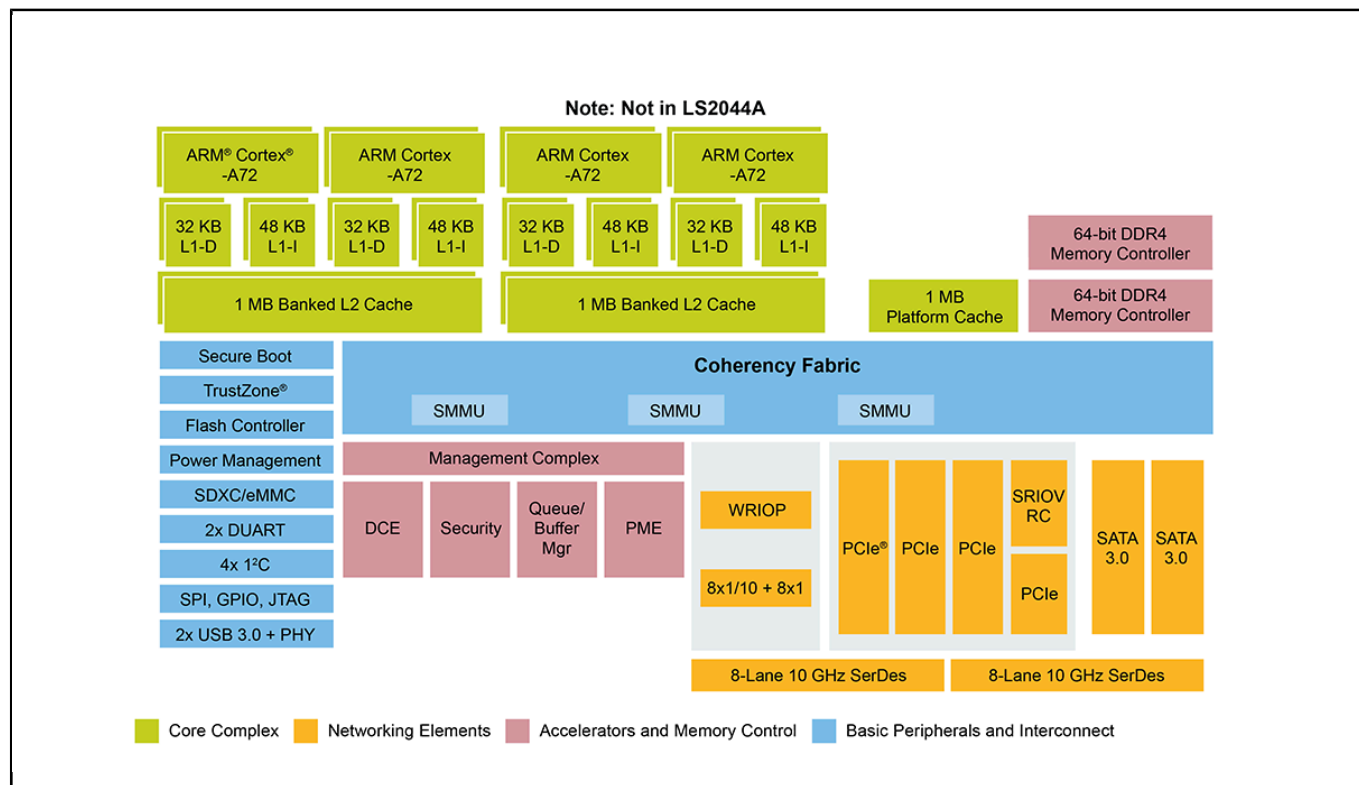 Note: Not in LS2044A
ARM® Cortex®
-A72
ARM Cortex
-A72
ARM Cortex
-A72
ARM Cortex
-A72
32 KB
L1-D
48 KB
L1-I
32 KB
L1-D
48 KB
L1-I
32 KB
L1-D
48 KB
L1-I
32 KB
L1-D
48 KB
L1-I
64-bit DDR4
Memory Controller
1 MB Banked L2 Cache
1 MB Banked L2 Cache
1 MB
Platform Cache
64-bit DDR4
Memory Controller
Secure Boot
TrustZone®
Flash Controller
Power Management
SDXC/eMMC
2x DUART
4x 1²C
SPI, GPIO, JTAG
2x USB 3.0 + PHY
Coherency Fabric
SMMU
SMMU
SMMU
Management Complex
DCE
Security
Queue/
Buffer
Mgr
PME
WRIOP
8x1/10 + 8x1
PCIe®
PCIe
PCIe
SRIOV
RC
PCIe
SATA
3.0
SATA
3.0
8-Lane 10 GHz SerDes
8-Lane 10 GHz SerDes
Core Complex
Networking Elements
Accelerators and Memory Control
Basic Peripherals and Interconnect